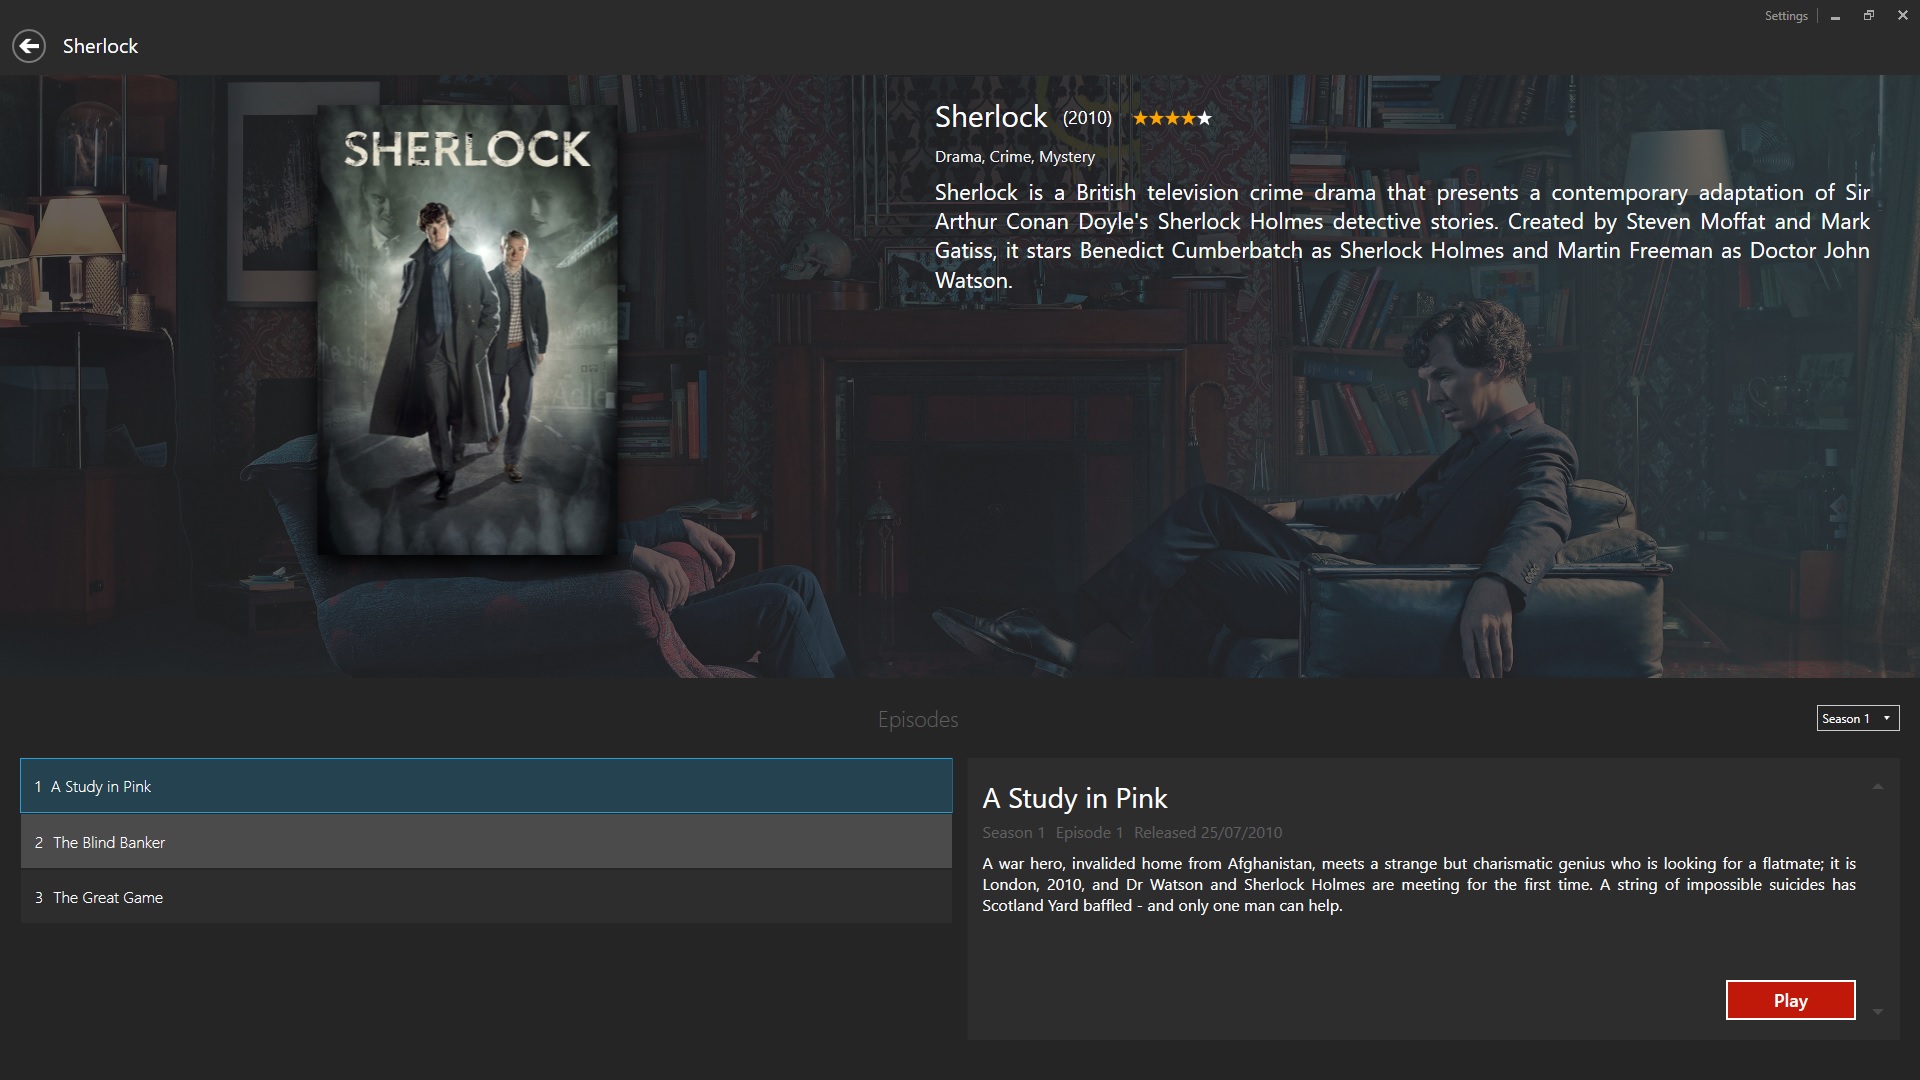 Settings
Sherlock
SHERLOCK
Sherlock (2010)
Drama, Crime, Mystery
Sherlock is a British television crime drama that presents a contemporary adaptation of Sir
Arthur Conan Doyle's Sherlock Holmes detective stories. Created by Steven Moffat and Mark
Gatiss, it stars Benedict Cumberbatch as Sherlock Holmes and Martin Freeman as Doctor John
Watson.
Episodes
Season 1
1 A Study in Pink
2 The Blind Banker
3 The Great Game
A Study in Pink
Season 1 Episode 1 Released 25/07/2010
A war hero, invalided home from Afghanistan, meets a strange but charismatic genius who is looking for a flatmate; it is
London, 2010, and Dr Watson and Sherlock Holmes are meeting for the first time. A string of impossible suicides has
Scotland Yard baffled - and only one man can help.
Play